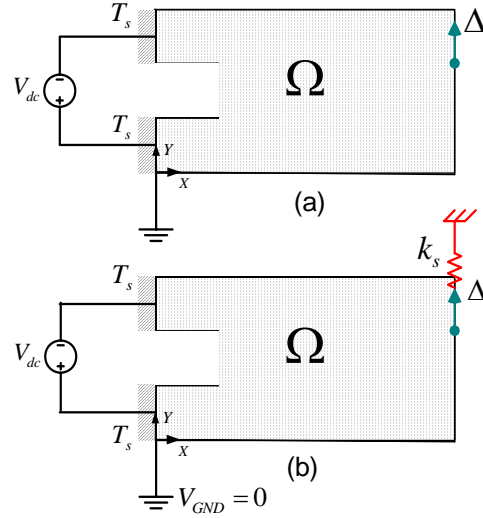 T_s
Δ
−
V_dc
+
Ω
T_s
Y
X
(a)
k_s
T_s
Δ
−
V_dc
+
Ω
T_s
Y
X
(b)
V_GND = 0